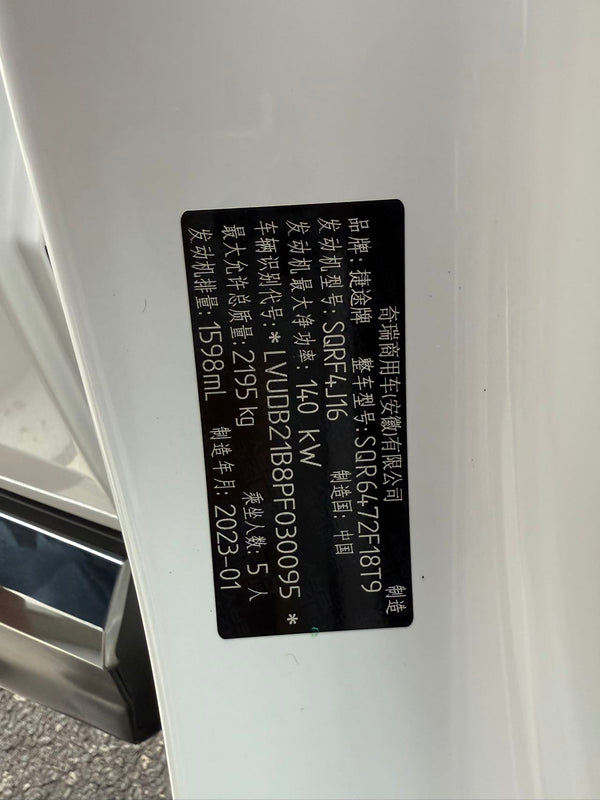 奇瑞商用车(安徽)有限公司 制造
品牌：捷途牌 整车型号：SQR6472F18T9
发动机型号：SQRF4J16 制造国：中国
发动机最大净功率：140 kW
车辆识别代号：＊LVUDB21B8PF030095＊
最大允许总质量：2195 kg 乘坐人数：5 人
发动机排量：1598mL 制造年月：2023-01